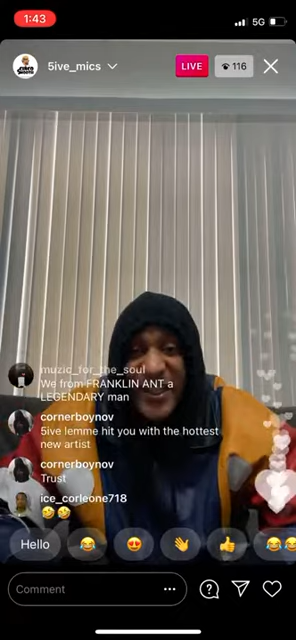 1:43
5G
5ive_mics
LIVE
116
muzic_for_the_soul
We from FRANKLIN ANT a
LEGENDARY man
cornerboynov
5ive lemme hit you with the hottest
new artist
cornerboynov
Trust
ice_corleone718
Hello
Comment